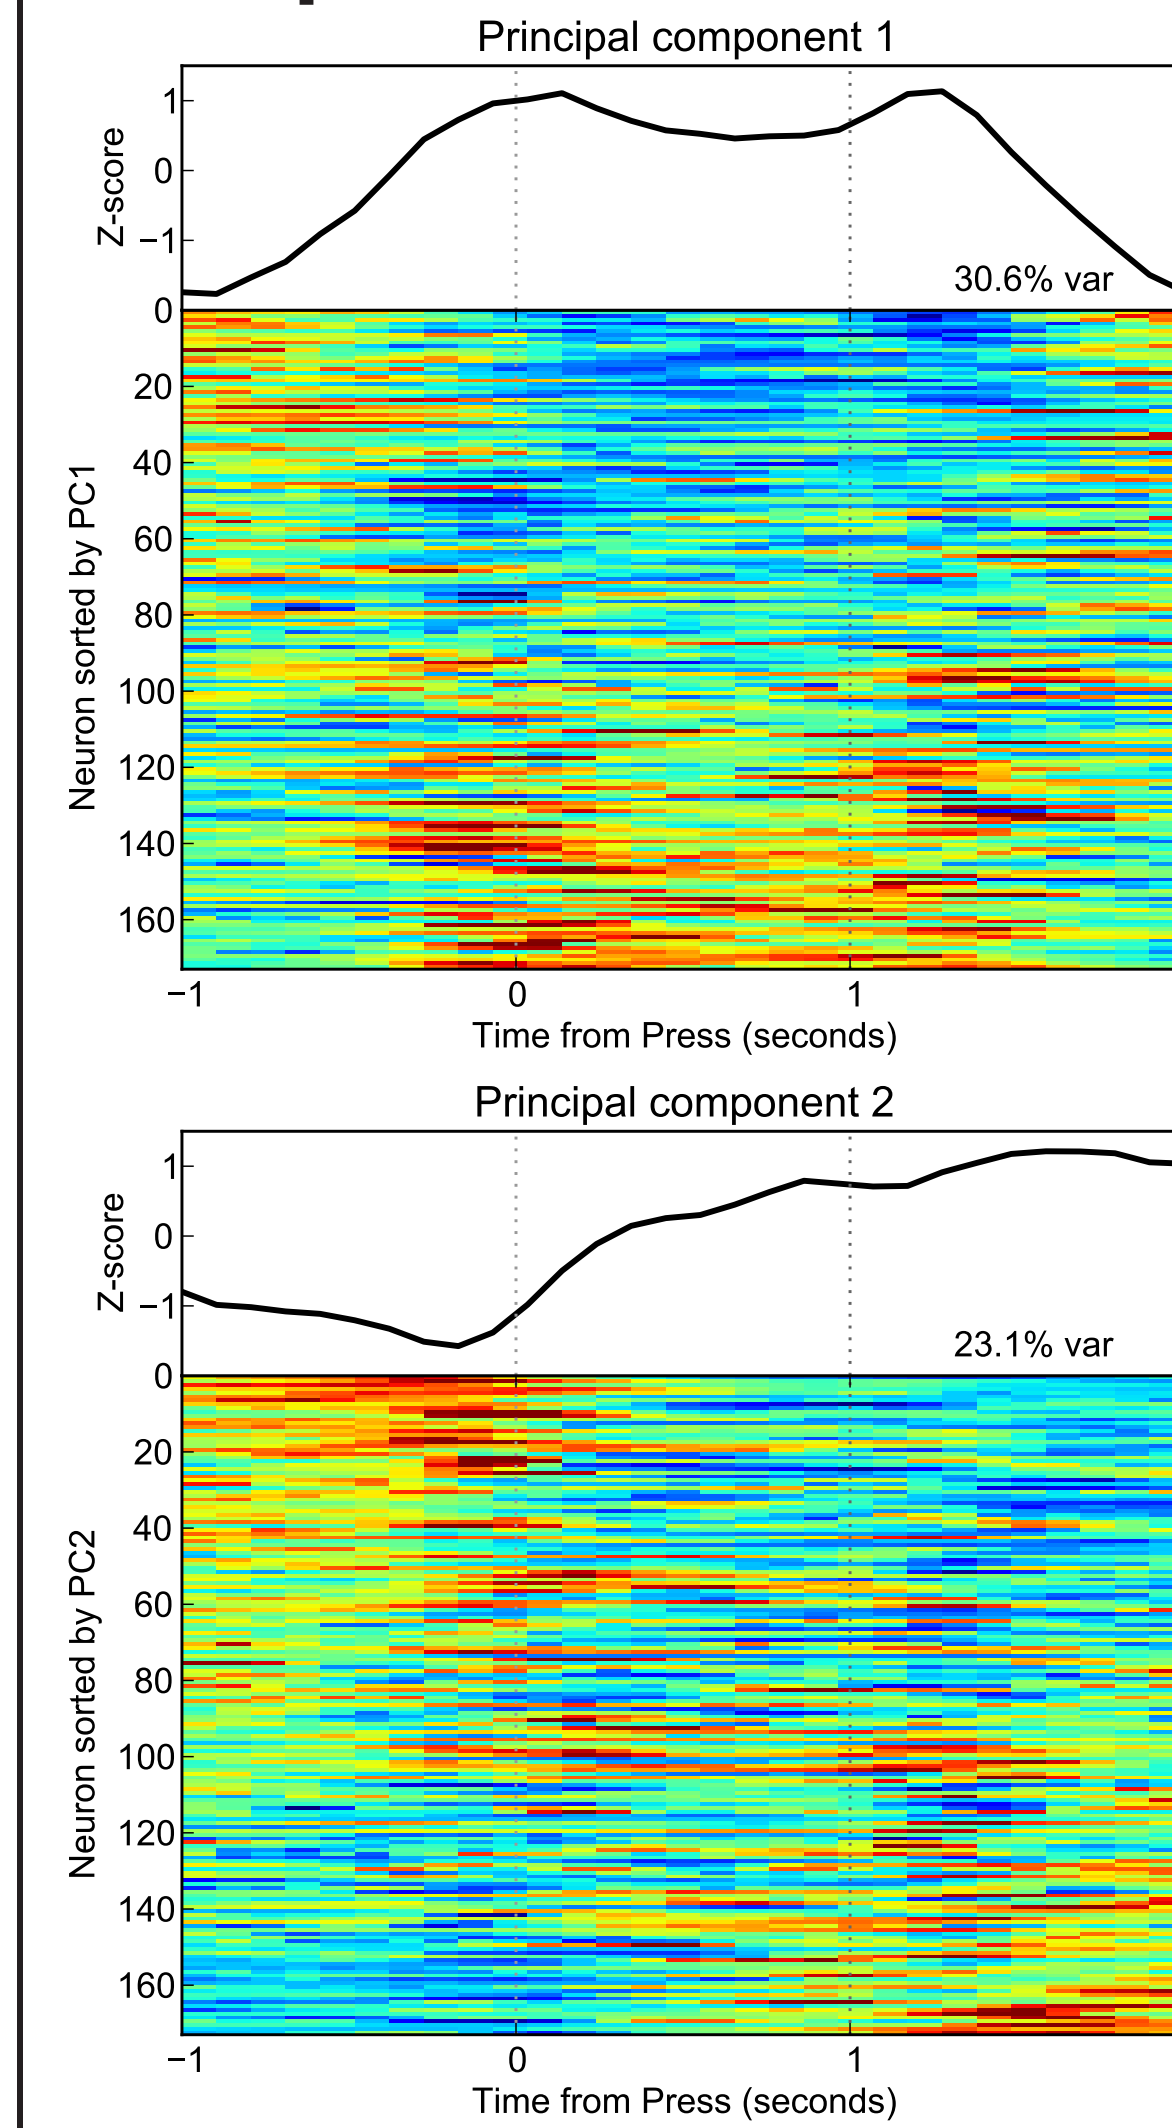 Principal component 1
Z-score
1
0
−1
30.6% var
Neuron sorted by PC1
0
20
40
60
80
100
120
140
160
−1 0 1
Time from Press (seconds)
Principal component 2
Z-score
1
0
−1
23.1% var
Neuron sorted by PC2
0
20
40
60
80
100
120
140
160
−1 0 1
Time from Press (seconds)